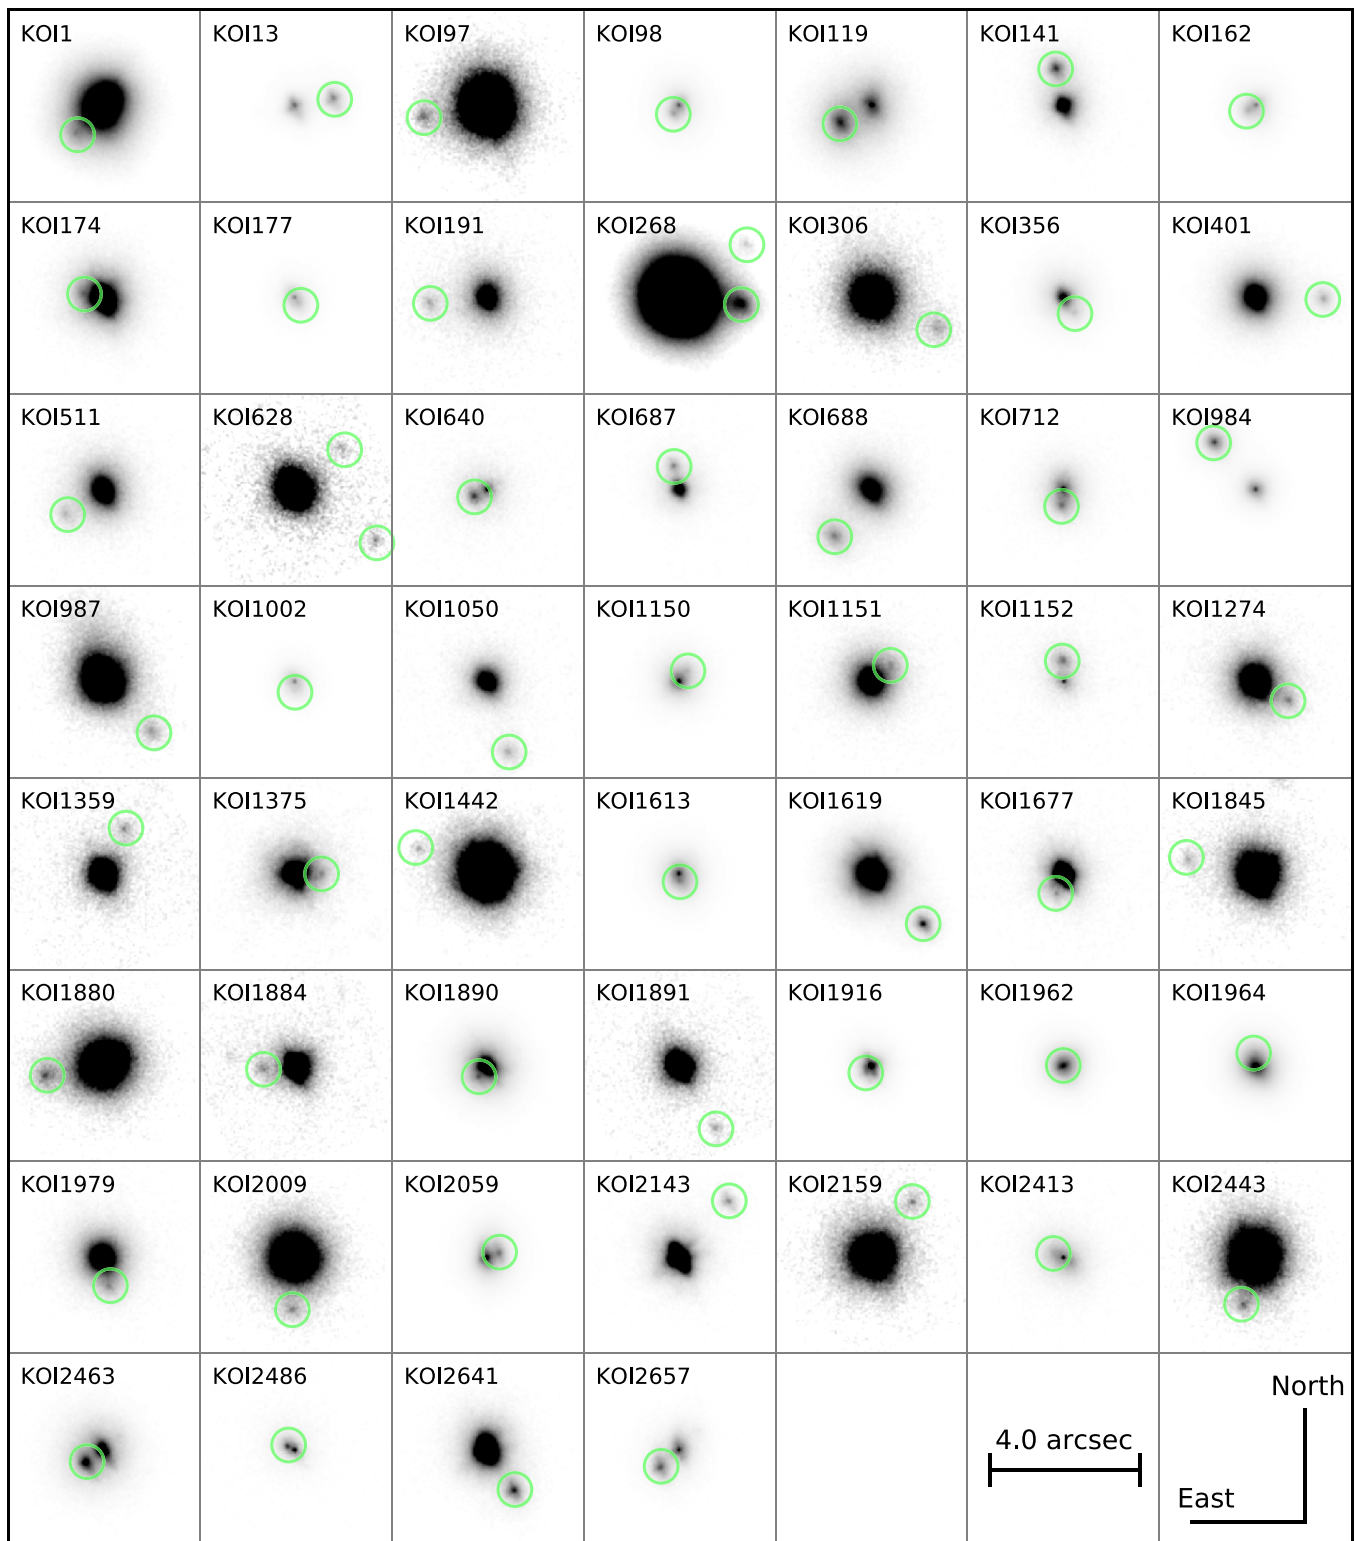 KOI1 KOI13 KOI97 KOI98 KOI119 KOI141 KOI162
KOI174 KOI177 KOI191 KOI268 KOI306 KOI356 KOI401
KOI511 KOI628 KOI640 KOI687 KOI688 KOI712 KOI984
KOI987 KOI1002 KOI1050 KOI1150 KOI1151 KOI1152 KOI1274
KOI1359 KOI1375 KOI1442 KOI1613 KOI1619 KOI1677 KOI1845
KOI1880 KOI1884 KOI1890 KOI1891 KOI1916 KOI1962 KOI1964
KOI1979 KOI2009 KOI2059 KOI2143 KOI2159 KOI2413 KOI2443
KOI2463 KOI2486 KOI2641 KOI2657
North
4.0 arcsec
East